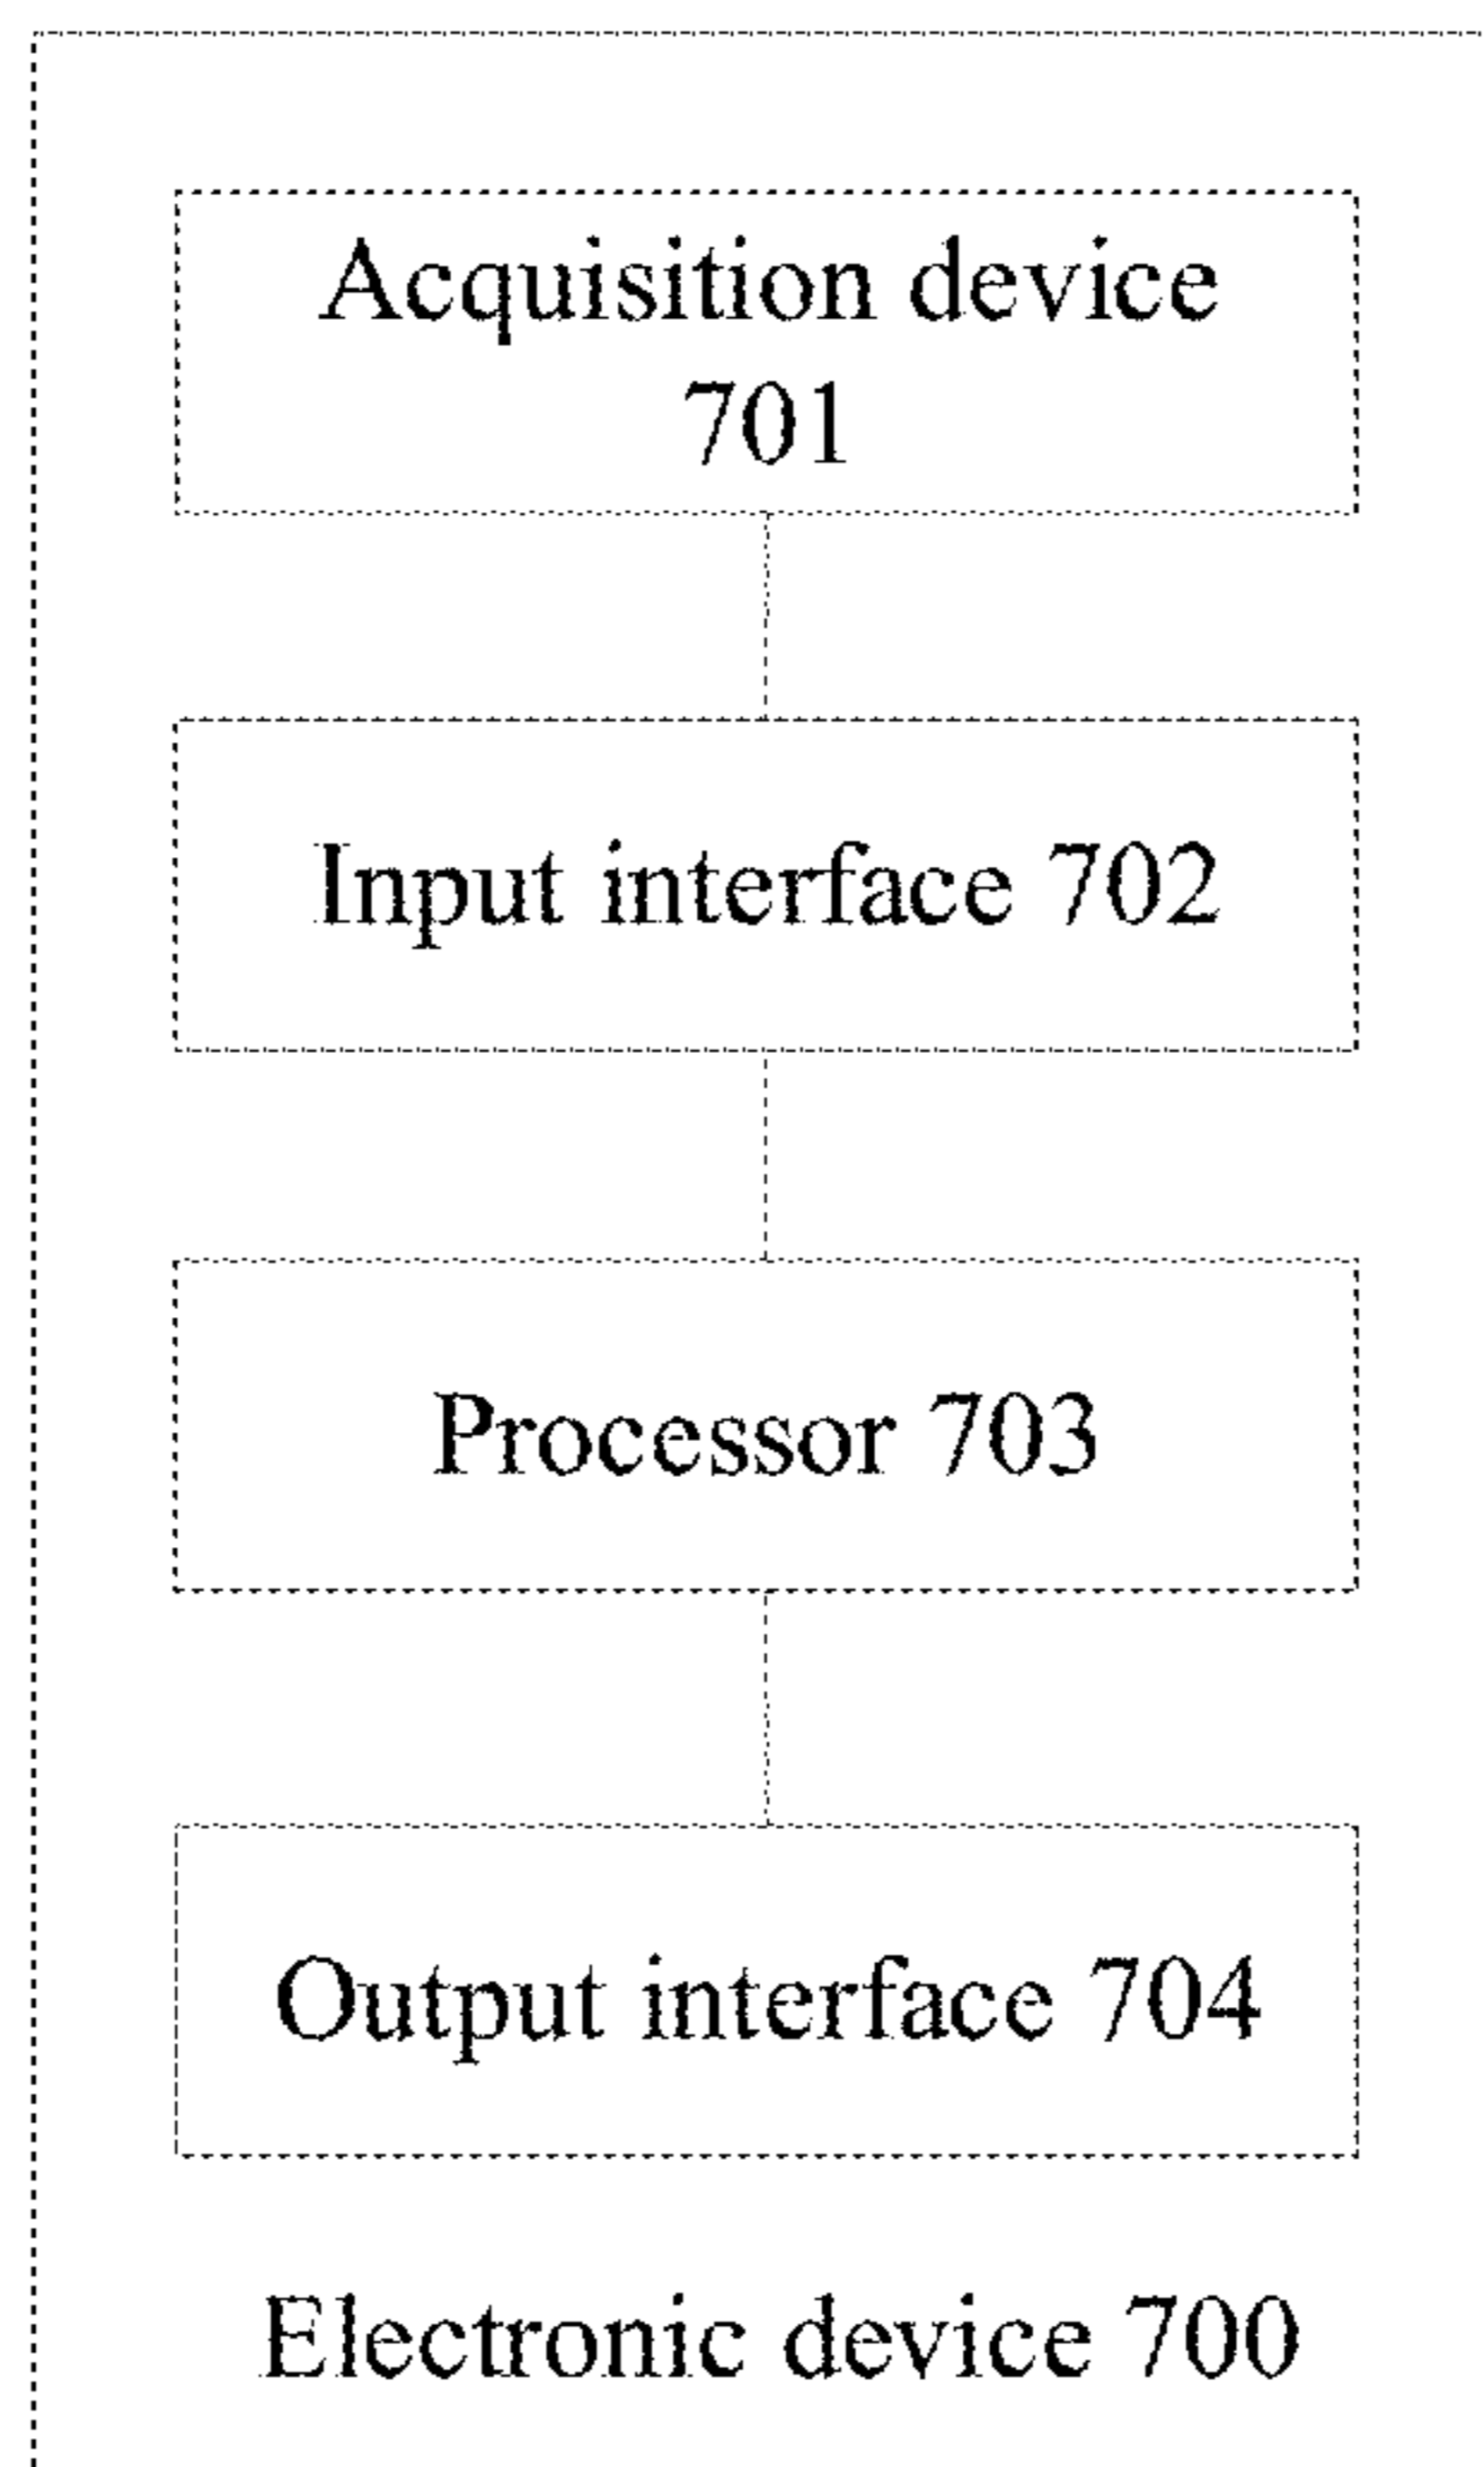 Acquisition device
701
Input interface 702
Processor 703
Output interface 704
Electronic device 700